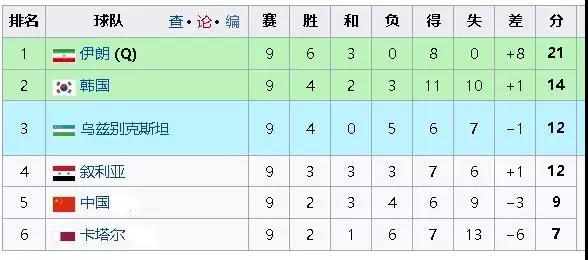 排名 球队 查·论·编 赛 胜 和 负 得 失 差 分
1 伊朗 (Q) 9 6 3 0 8 0 +8 21
2 韩国 9 4 2 3 11 10 +1 14
3 乌兹别克斯坦 9 4 0 5 6 7 −1 12
4 叙利亚 9 3 3 3 7 6 +1 12
5 中国 9 2 3 4 6 9 −3 9
6 卡塔尔 9 2 1 6 7 13 −6 7